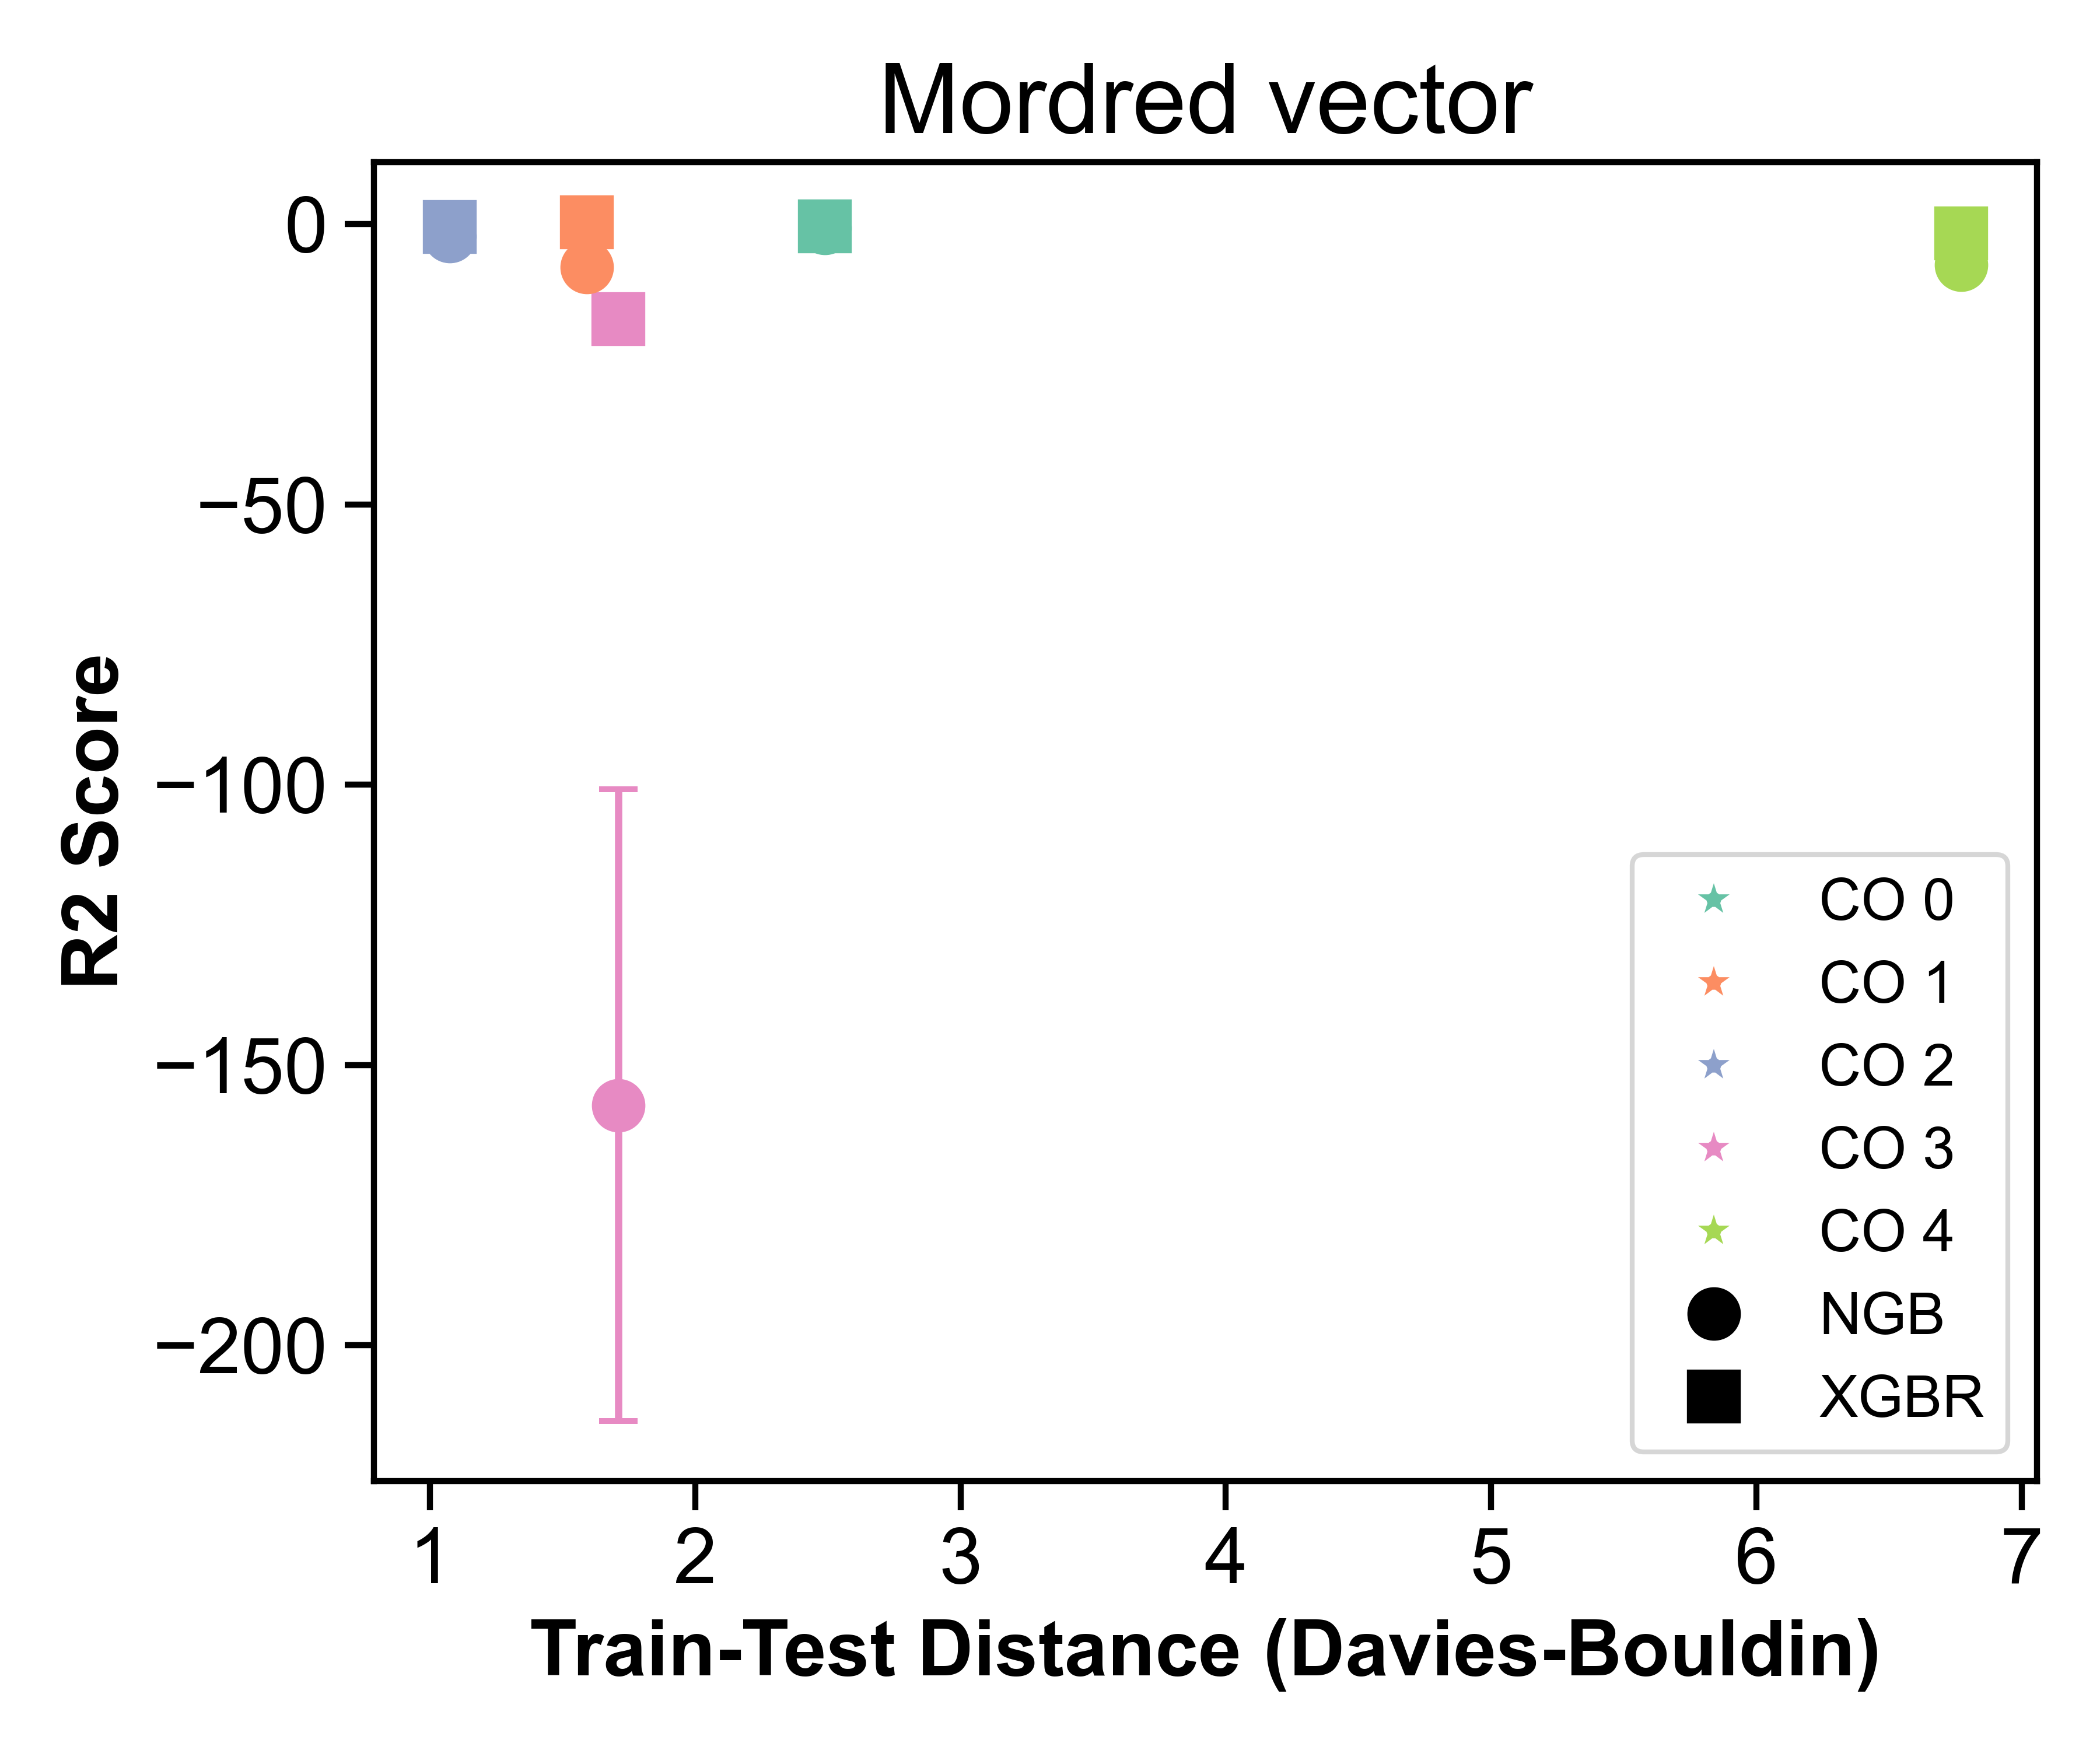 Mordred vector
0
−50
−100
−150
−200
R2 Score
CO 0
CO 1
CO 2
CO 3
CO 4
NGB
XGBR
1 2 3 4 5 6 7
Train-Test Distance (Davies-Bouldin)